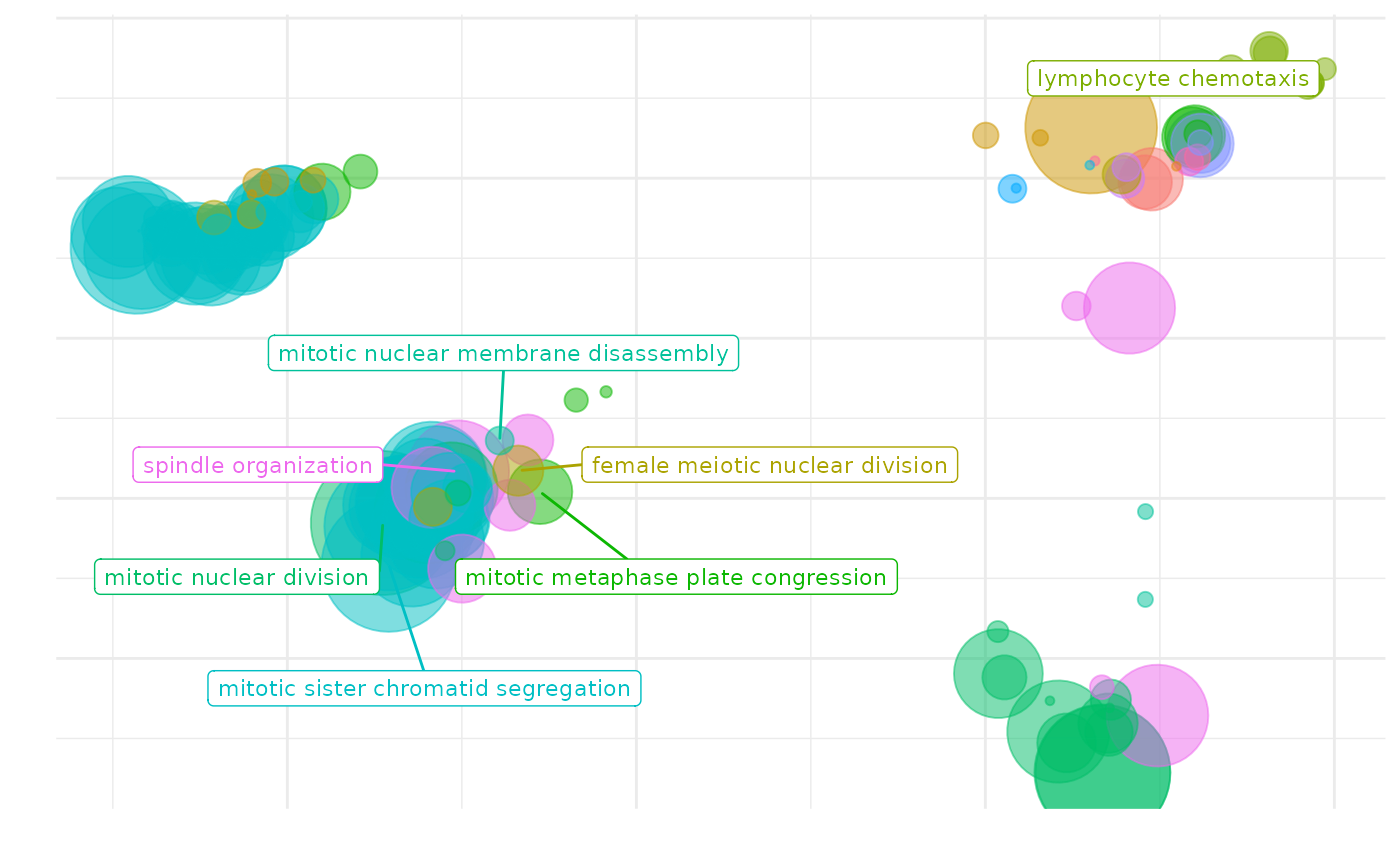 lymphocyte chemotaxis
mitotic nuclear membrane disassembly
spindle organization
female meiotic nuclear division
mitotic nuclear division
mitotic metaphase plate congression
mitotic sister chromatid segregation